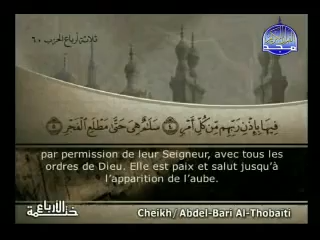 ثلاثة أرباع الحزب ٦٠
فِيهَا بِإِذْنِ رَبِّهِم مِّن كُلِّ أَمْرٍ ۝٤ سَلَٰمٌ هِىَ حَتَّىٰ مَطْلَعِ ٱلْفَجْرِ ۝٥
par permission de leur Seigneur, avec tous les
ordres de Dieu. Elle est paix et salut jusqu'à
l'apparition de l'aube.
Cheikh/ Abdel-Bari Al-Thobaiti